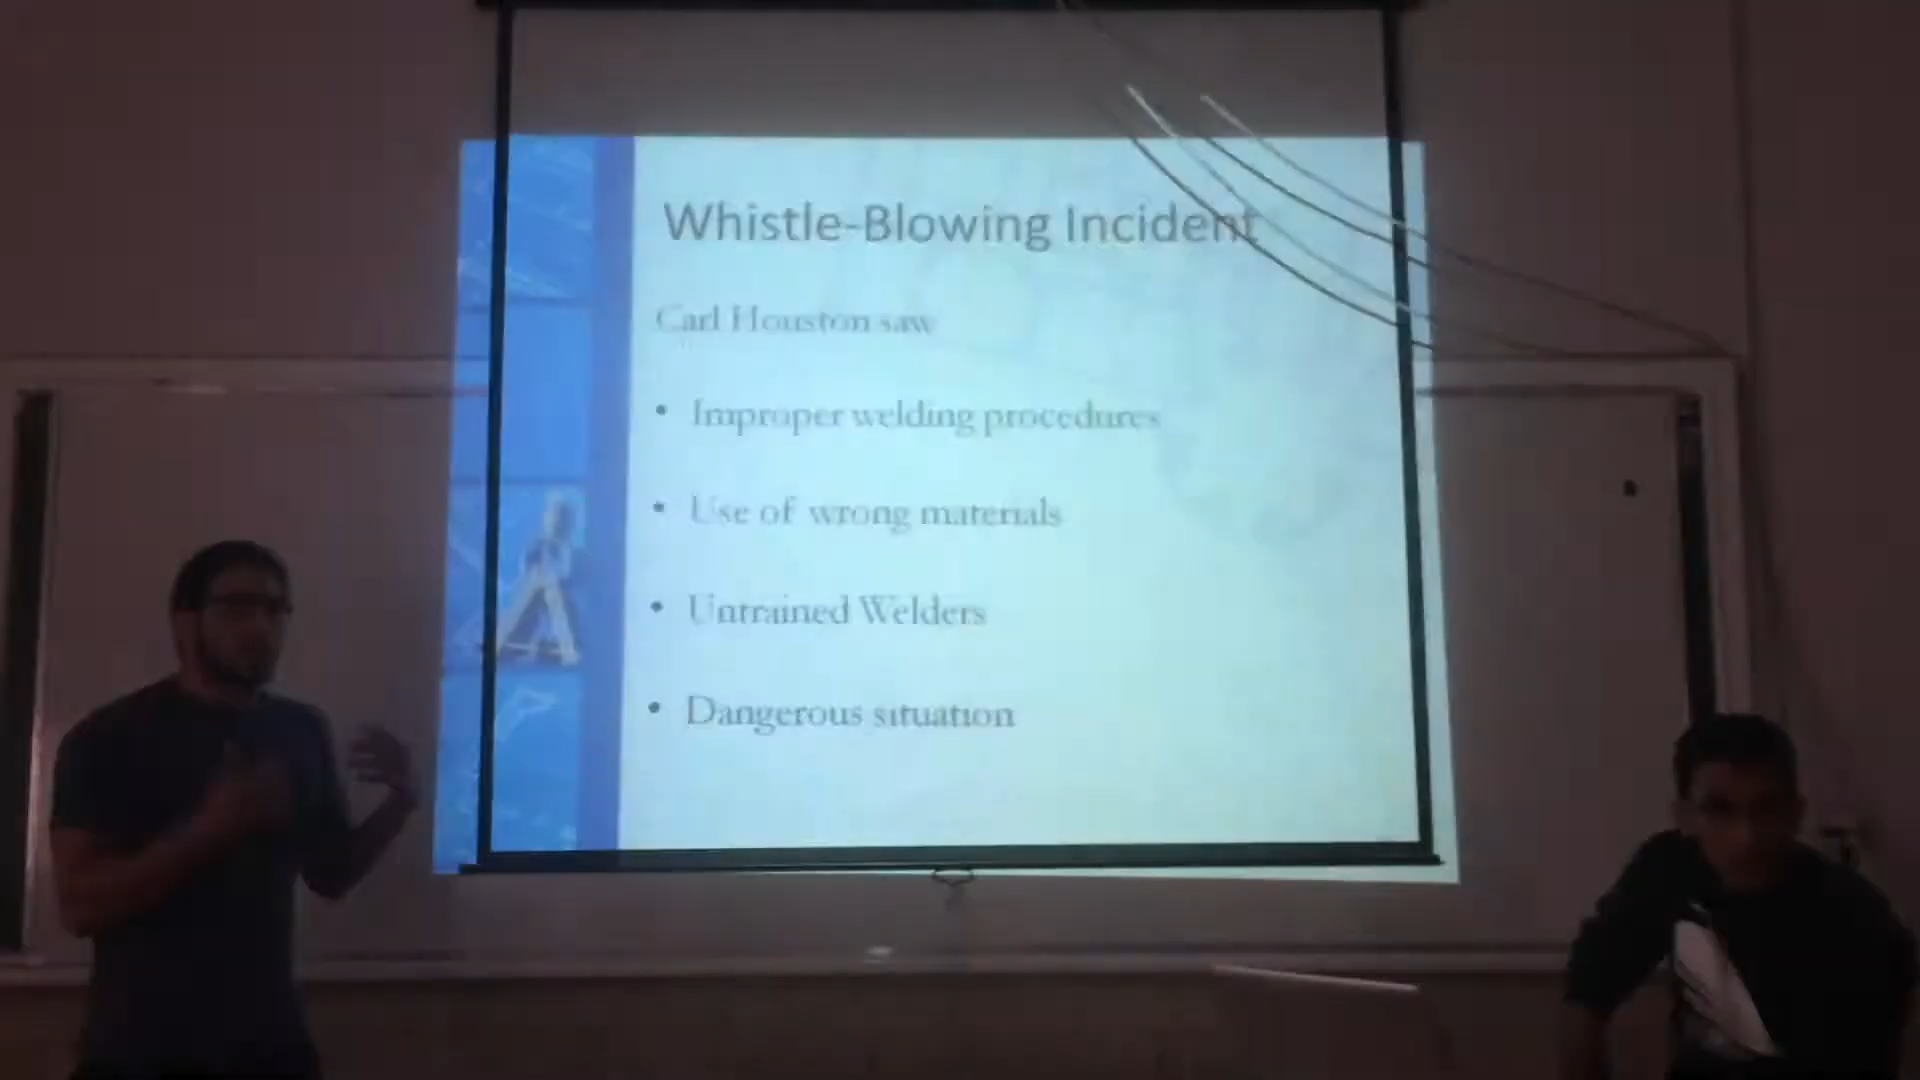 Whistle-Blowing Incident
Carl Houston saw
• Improper welding procedures
• Use of wrong materials
• Untrained Welders
• Dangerous situation